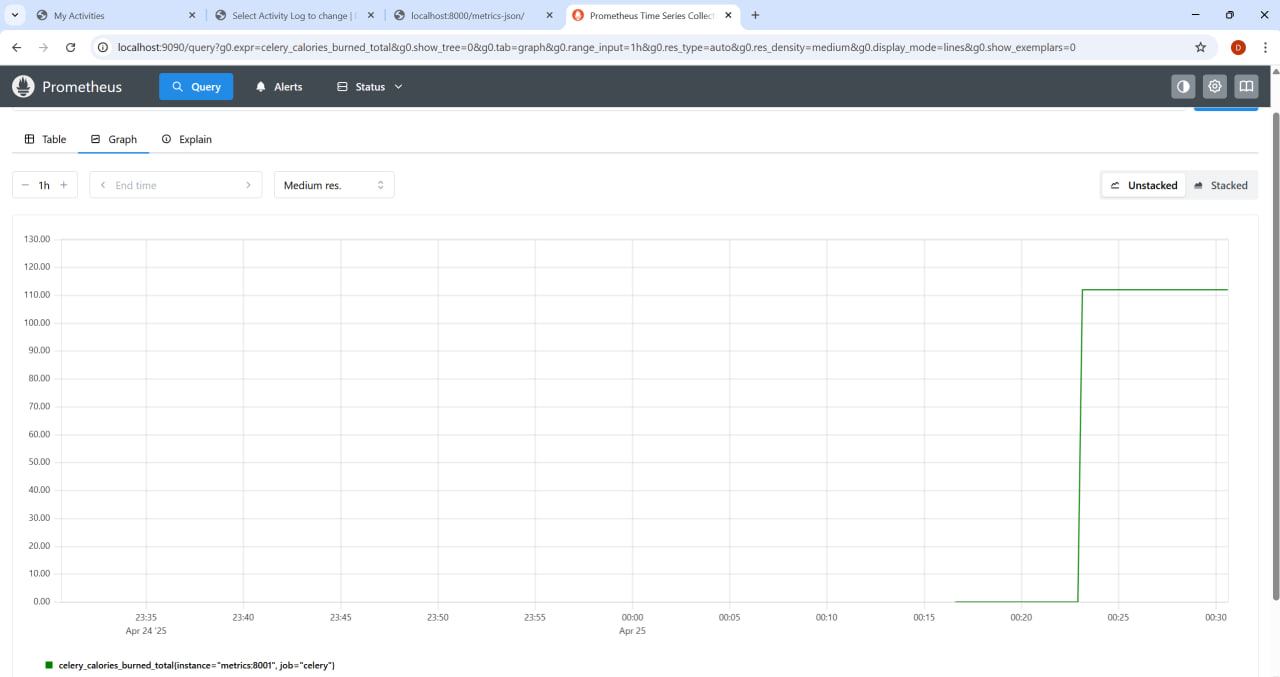 My Activities
Select Activity Log to change |
localhost:8000/metrics-json/
Prometheus Time Series Collect
localhost:9090/query?g0.expr=celery_calories_burned_total&g0.show_tree=0&g0.tab=graph&g0.range_input=1h&g0.res_type=auto&g0.res_density=medium&g0.display_mode=lines&g0.show_exemplars=0
D
Prometheus Query Alerts Status
Table Graph Explain
1h End time Medium res. Unstacked Stacked
130.00
120.00
110.00
100.00
90.00
80.00
70.00
60.00
50.00
40.00
30.00
20.00
10.00
0.00
23:35 23:40 23:45 23:50 23:55 00:00 00:05 00:10 00:15 00:20 00:25 00:30
Apr 24 '25 Apr 25
celery_calories_burned_total{instance="metrics:8001", job="celery"}